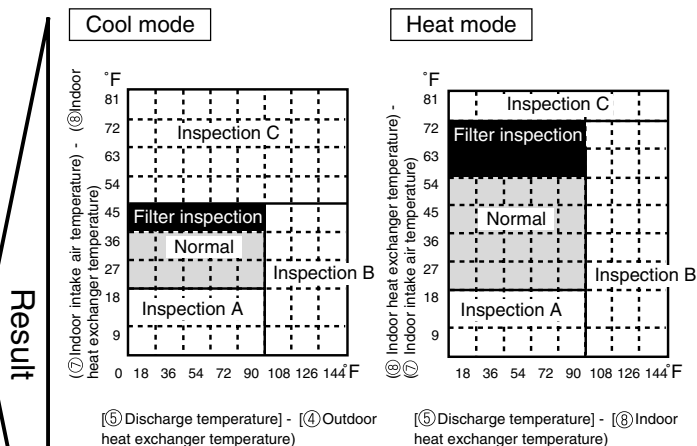 Cool mode
Heat mode
Result
(⑦Indoor intake air temperature) - (⑧Indoor
heat exchanger temperature)
˚F
81
72
63
54
45
36
27
18
9
Inspection C
Filter inspection
Normal
Inspection B
Inspection A
0 18 36 54 72 90 108 126 144˚F
[⑤Discharge temperature] - [④Outdoor
heat exchanger temperature)
(⑧ Indoor heat exchanger temperature) -
(⑦ Indoor intake air temperature)
˚F
81
72
63
54
45
36
27
18
9
Inspection C
Filter inspection
Normal
Inspection B
Inspection A
18 36 54 72 90 108 126 144˚F
[⑤Discharge temperature] - [⑧Indoor
heat exchanger temperature)